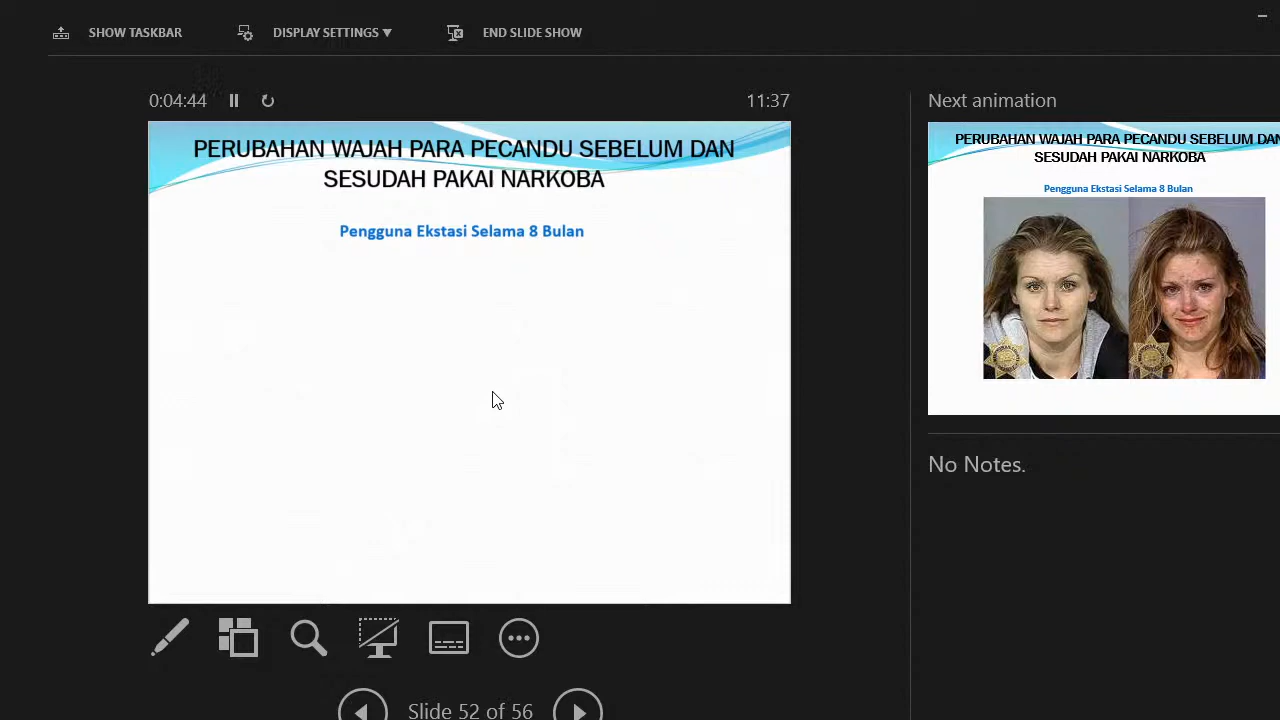 SHOW TASKBAR
DISPLAY SETTINGS ▼
END SLIDE SHOW
0:04:44
11:37
PERUBAHAN WAJAH PARA PECANDU SEBELUM DAN
SESUDAH PAKAI NARKOBA
Pengguna Ekstasi Selama 8 Bulan
Slide 52 of 56
Next animation
PERUBAHAN WAJAH PARA PECANDU SEBELUM DAN
SESUDAH PAKAI NARKOBA
Pengguna Ekstasi Selama 8 Bulan
No Notes.